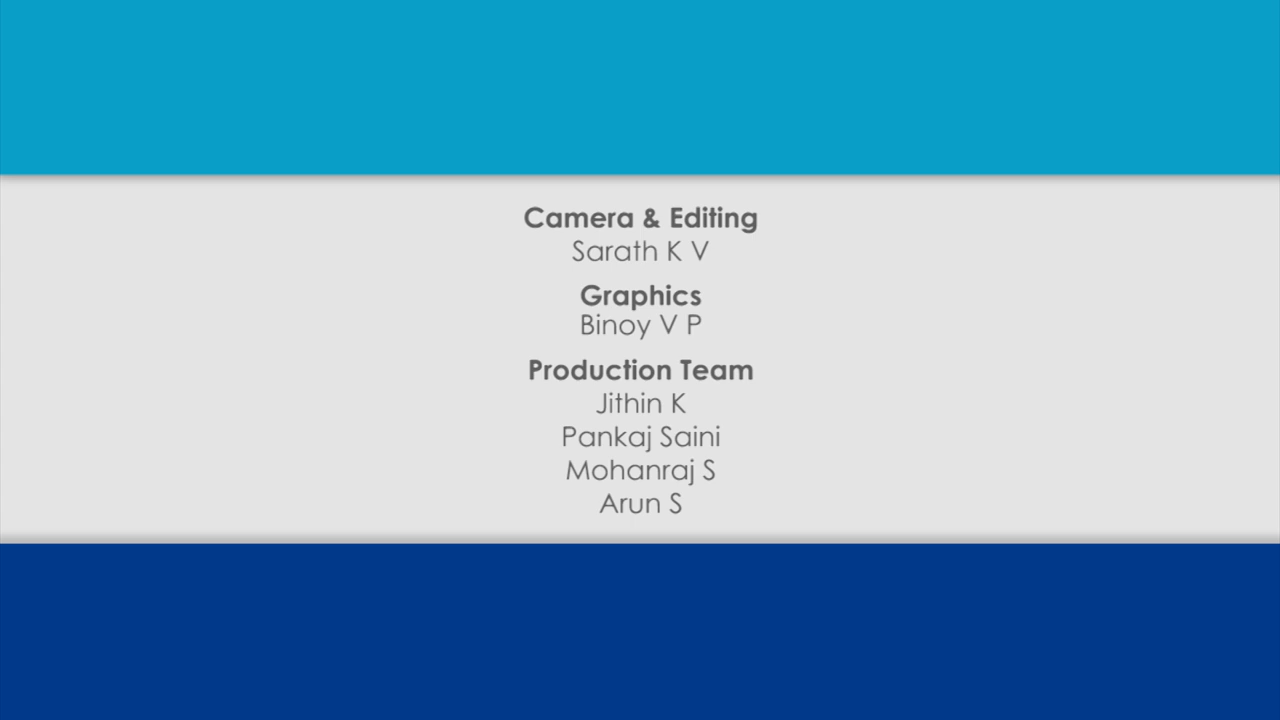 Camera & Editing
Sarath K V
Graphics
Binoy V P
Production Team
Jithin K
Pankaj Saini
Mohanraj S
Arun S